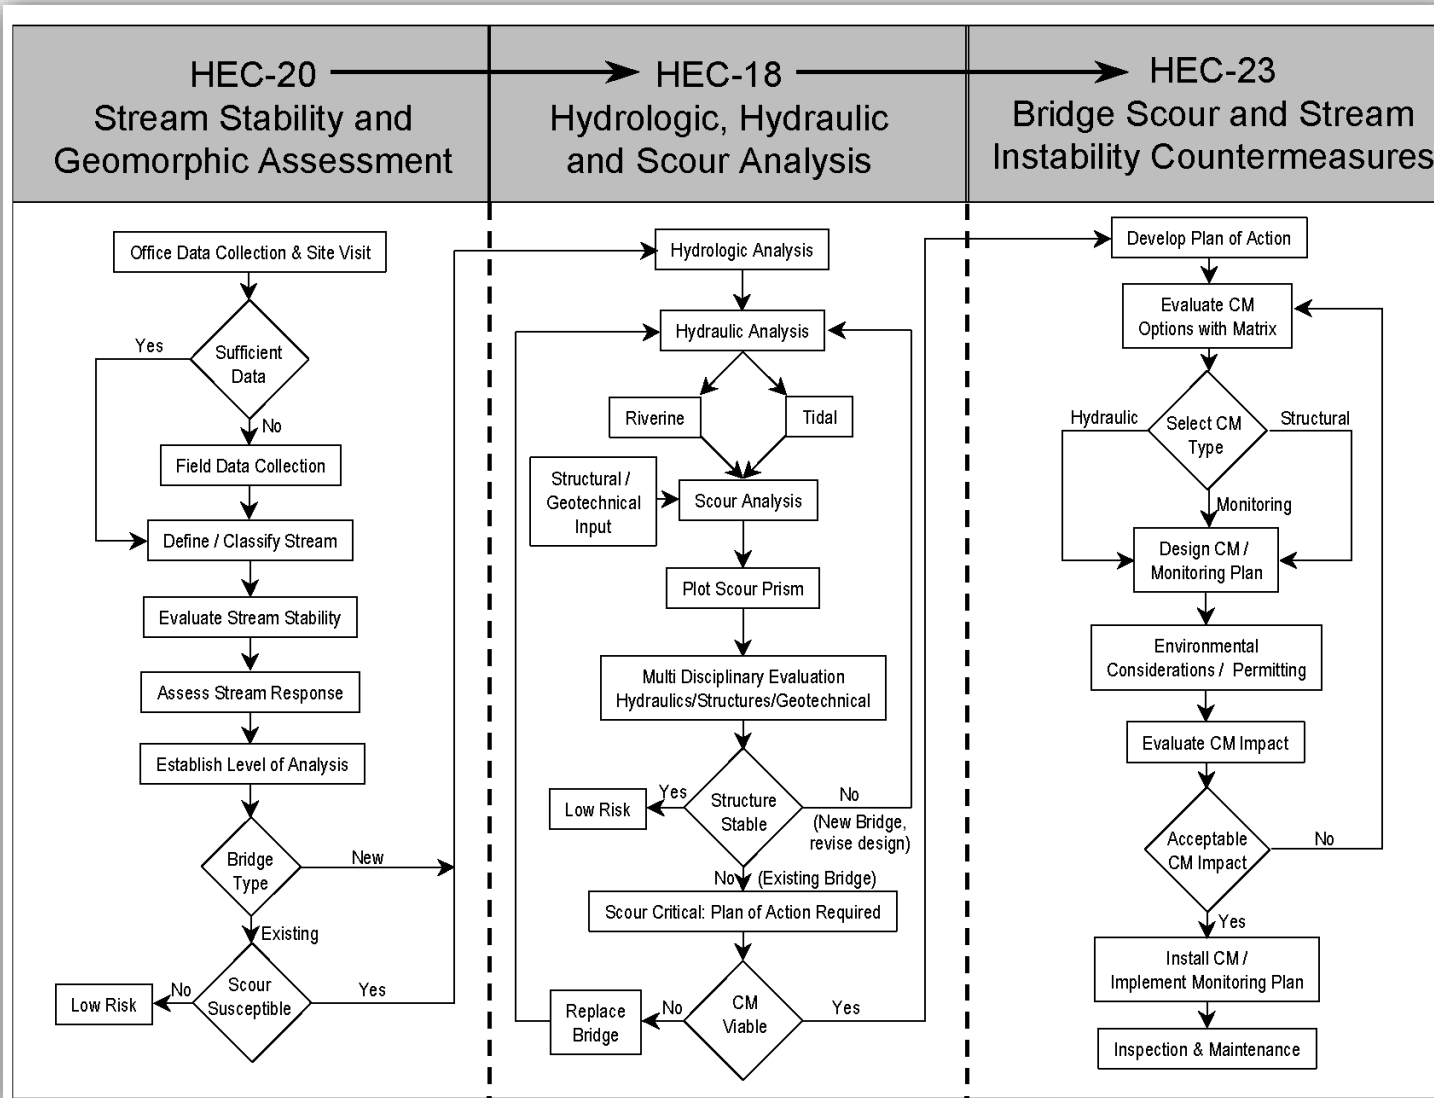 HEC-20
Stream Stability and
Geomorphic Assessment
HEC-18
Hydrologic, Hydraulic
and Scour Analysis
HEC-23
Bridge Scour and Stream
Instability Countermeasures
Office Data Collection & Site Visit
Yes
Sufficient
Data
No
Field Data Collection
Define / Classify Stream
Evaluate Stream Stability
Assess Stream Response
Establish Level of Analysis
Bridge
Type
New
Existing
Scour
Susceptible
No
Yes
Low Risk
Hydrologic Analysis
Hydraulic Analysis
Riverine
Tidal
Structural /
Geotechnical
Input
Scour Analysis
Plot Scour Prism
Multi Disciplinary Evaluation
Hydraulics/Structures/Geotechnical
Low Risk
Yes
Structure
Stable
No
(New Bridge,
revise design)
No
(Existing Bridge)
Scour Critical: Plan of Action Required
Replace
Bridge
No
CM
Viable
Yes
Develop Plan of Action
Evaluate CM
Options with Matrix
Hydraulic
Select CM
Type
Structural
Monitoring
Design CM /
Monitoring Plan
Environmental
Considerations / Permitting
Evaluate CM Impact
Acceptable
CM Impact
No
Yes
Install CM /
Implement Monitoring Plan
Inspection & Maintenance